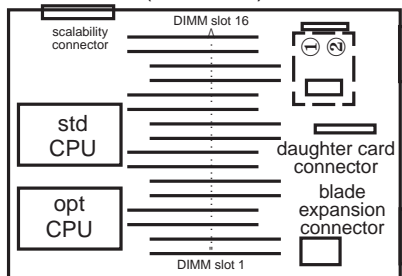 DIMM slot 16
scalability
connector
① ②
std
CPU
daughter card
connector
opt
CPU
blade
expansion
connector
DIMM slot 1